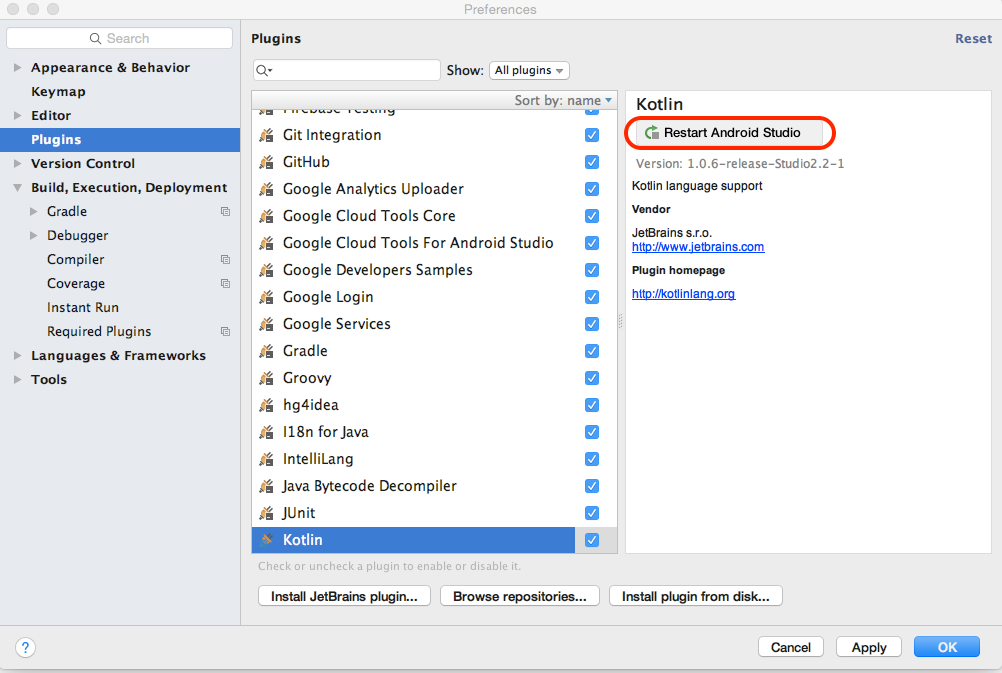 Preferences
Search
Appearance & Behavior
Keymap
Editor
Plugins
Version Control
Build, Execution, Deployment
Gradle
Debugger
Compiler
Coverage
Instant Run
Required Plugins
Languages & Frameworks
Tools
Plugins
Reset
Show: All plugins
Sort by: name
Firebase Testing
Git Integration
GitHub
Google Analytics Uploader
Google Cloud Tools Core
Google Cloud Tools For Android Studio
Google Developers Samples
Google Login
Google Services
Gradle
Groovy
hg4idea
I18n for Java
IntelliLang
Java Bytecode Decompiler
JUnit
Kotlin
Check or uncheck a plugin to enable or disable it.
Install JetBrains plugin... Browse repositories... Install plugin from disk...
Kotlin
Restart Android Studio
Version: 1.0.6-release-Studio2.2-1
Kotlin language support
Vendor
JetBrains s.r.o.
http://www.jetbrains.com
Plugin homepage
http://kotlinlang.org
? Cancel Apply OK